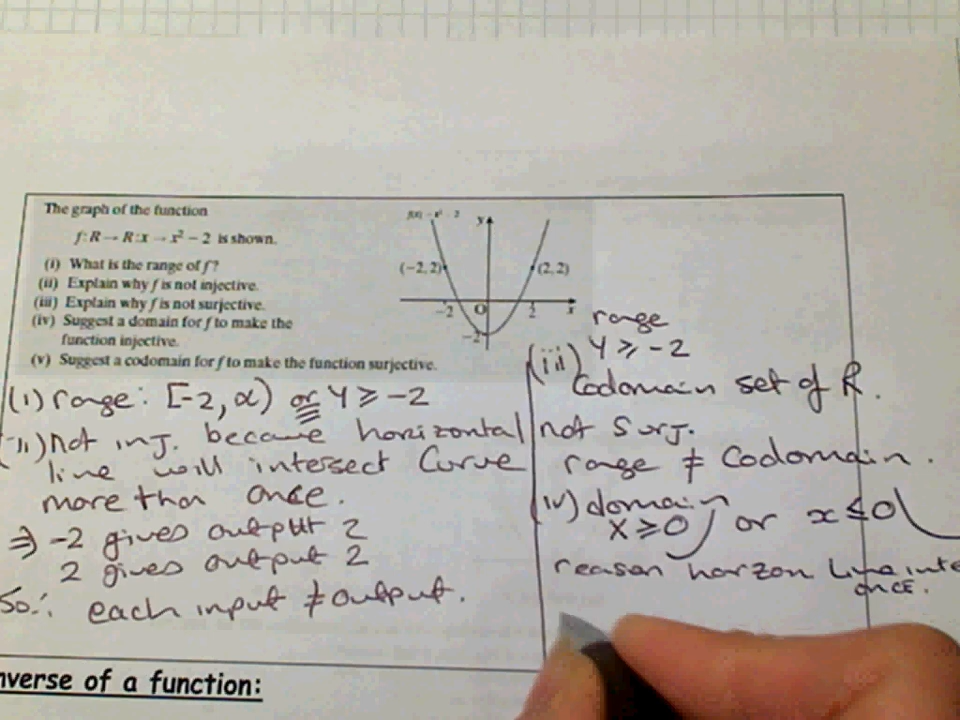 The graph of the function
f: R → R: x → x² − 2 is shown.
(i) What is the range of f?
(ii) Explain why f is not injective.
(iii) Explain why f is not surjective.
(iv) Suggest a domain for f to make the
function injective.
(v) Suggest a codomain for f to make the function surjective.
f(x) = x² − 2
y
(−2, 2)
(2, 2)
−2
O
2
x
−2
(i) range: [-2, ∝) or Y ≥ -2
(ii) not inj. because horizontal
line will intersect Curve
more than once.
⇒ -2 gives output 2
2 gives output 2
So ∴ each input ≠ output.
range
(iii) Y ≥ -2
Codomain set of R.
not Surj.
range ≠ Codomain.
(iv) domain
X ≥ 0 or x ≤ 0
reason horzon Line inte
once.
nverse of a function: